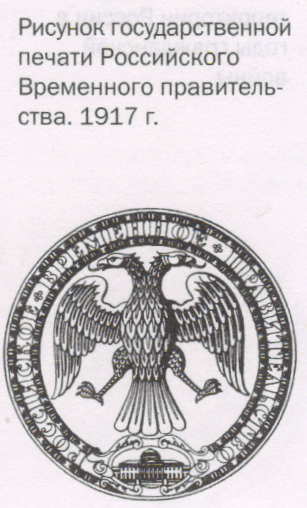 Рисунок государственной
печати Российского
Временного правитель-
ства. 1917 г.
РОССІЙСКОЕ ВРЕМЕННОЕ ПРАВИТЕЛЬСТВО